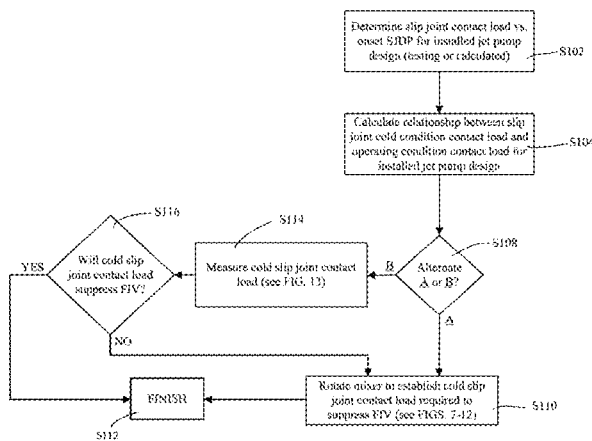 Determine slip joint contact load vs.
onset SJDP for installed jet pump
design (testing or calculated)
S102
Calculate relationship between slip
joint cold condition contact load and
operating condition contact load for
installed jet pump design
S104
S108
Alternate
A or B?
B
A
S114
Measure cold slip joint contact
load (see FIG. 13)
S116
Will cold slip
joint contact load
suppress FIV?
YES
NO
Rotate mixer to establish cold slip
joint contact load required to
suppress FIV (see FIGS. 7-12)
S110
FINISH
S112